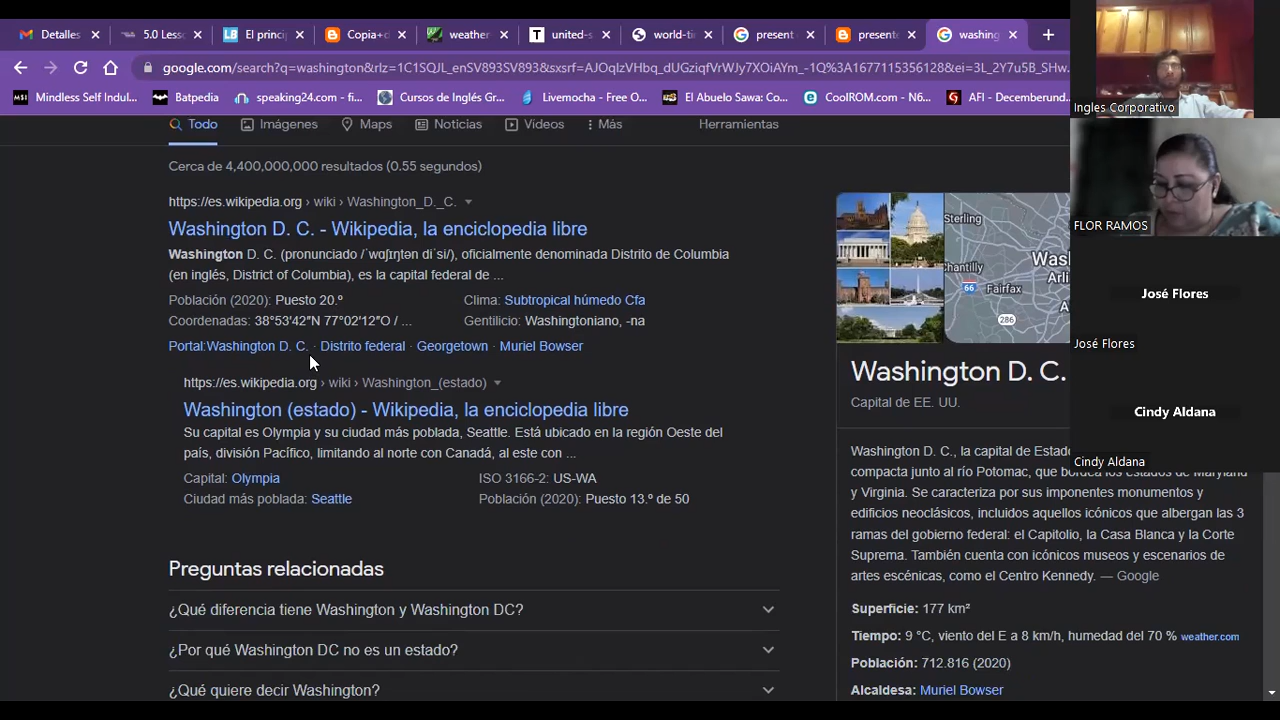 Detalles
5.0 Less
El princip
Copia+d
weather
united-s
world-ti
present
presente
washing
google.com/search?q=washington&rlz=1C1SQJL_enSV893SV893&sxsrf=AJOqlzVHbq_dUGziqfVrWJy7XOiAYm_-1Q%3A1677115356128&ei=3L_2Y7u5B_SHw
Mindless Self Indul...
Batpedia
speaking24.com - fi...
Cursos de Inglés Gr...
Livemocha - Free O...
El Abuelo Sawa: Co...
CoolROM.com - N6...
AFI - Decemberund
Todo
Imágenes
Maps
Noticias
Videos
Más
Herramientas
Cerca de 4,400,000,000 resultados (0.55 segundos)
https://es.wikipedia.org › wiki › Washington_D._C.
Washington D. C. - Wikipedia, la enciclopedia libre
Washington D. C. (pronunciado /ˈwɑʃɪŋtən diˈsi/), oficialmente denominada Distrito de Columbia
(en inglés, District of Columbia), es la capital federal de ...
Población (2020): Puesto 20.º
Clima: Subtropical húmedo Cfa
Coordenadas: 38°53′42″N 77°02′12″O / ...
Gentilicio: Washingtoniano, -na
Portal:Washington D. C. · Distrito federal · Georgetown · Muriel Bowser
https://es.wikipedia.org › wiki › Washington_(estado)
Washington (estado) - Wikipedia, la enciclopedia libre
Su capital es Olympia y su ciudad más poblada, Seattle. Está ubicado en la región Oeste del
país, división Pacífico, limitando al norte con Canadá, al este con ...
Capital: Olympia
ISO 3166-2: US-WA
Ciudad más poblada: Seattle
Población (2020): Puesto 13.º de 50
Preguntas relacionadas
¿Qué diferencia tiene Washington y Washington DC?
¿Por qué Washington DC no es un estado?
¿Qué quiere decir Washington?
Sterling
Was
Chantilly
Arli
66
Fairfax
A
286
Washington D. C.
Capital de EE. UU.
Washington D. C., la capital de Estad
compacta junto al río Potomac, que bordea los estados de Maryland
y Virginia. Se caracteriza por sus imponentes monumentos y
edificios neoclásicos, incluidos aquellos icónicos que albergan las 3
ramas del gobierno federal: el Capitolio, la Casa Blanca y la Corte
Suprema. También cuenta con icónicos museos y escenarios de
artes escénicas, como el Centro Kennedy. — Google
Superficie: 177 km²
Tiempo: 9 °C, viento del E a 8 km/h, humedad del 70 % weather.com
Población: 712.816 (2020)
Alcaldesa: Muriel Bowser
Ingles Corporativo
FLOR RAMOS
José Flores
José Flores
Cindy Aldana
Cindy Aldana